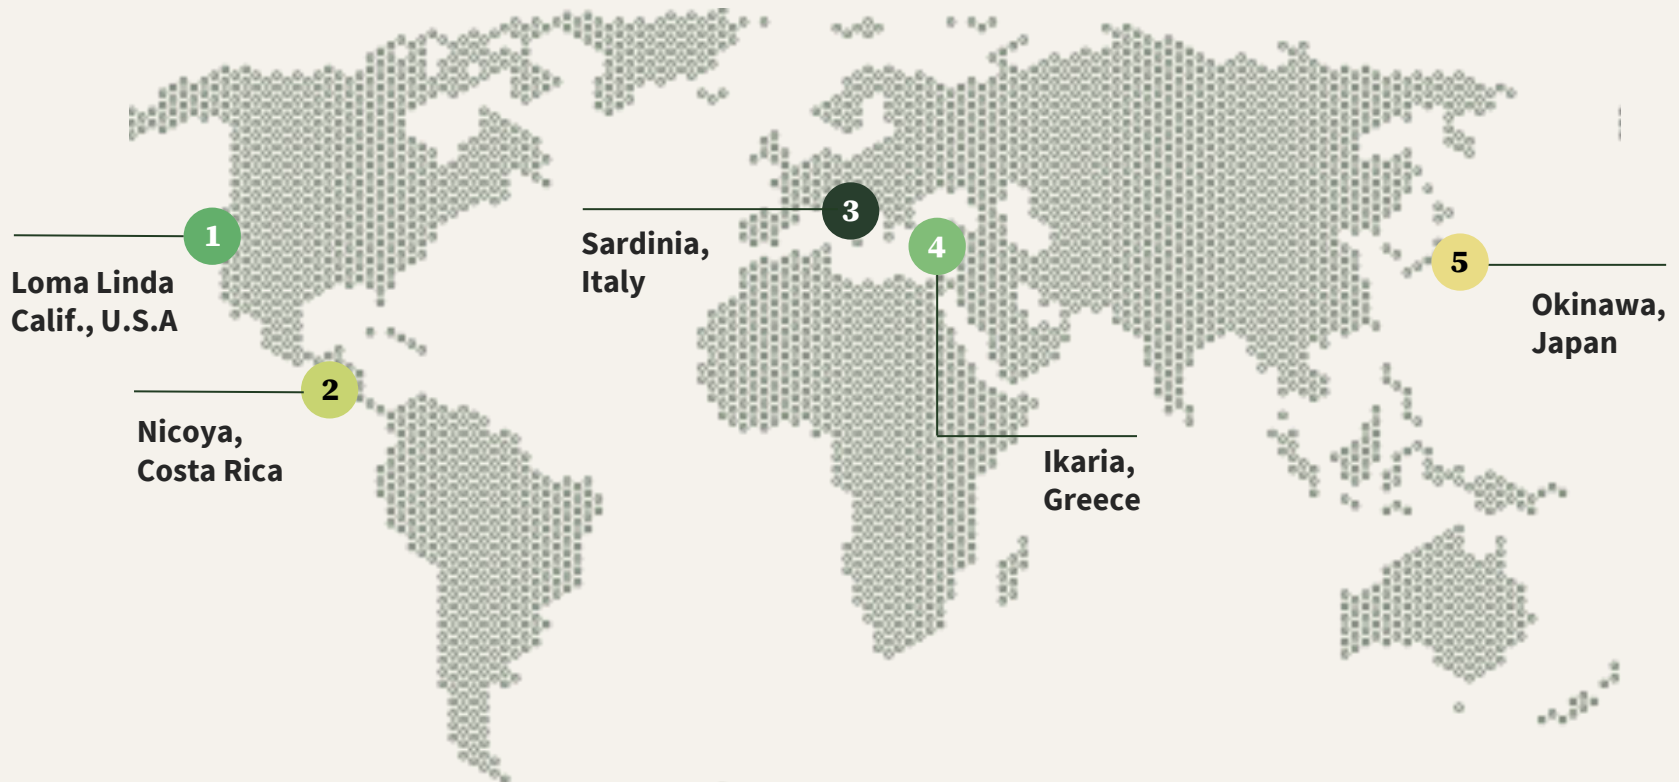 1
Loma Linda
Calif., U.S.A
2
Nicoya,
Costa Rica
3
Sardinia,
Italy
4
Ikaria,
Greece
5
Okinawa,
Japan